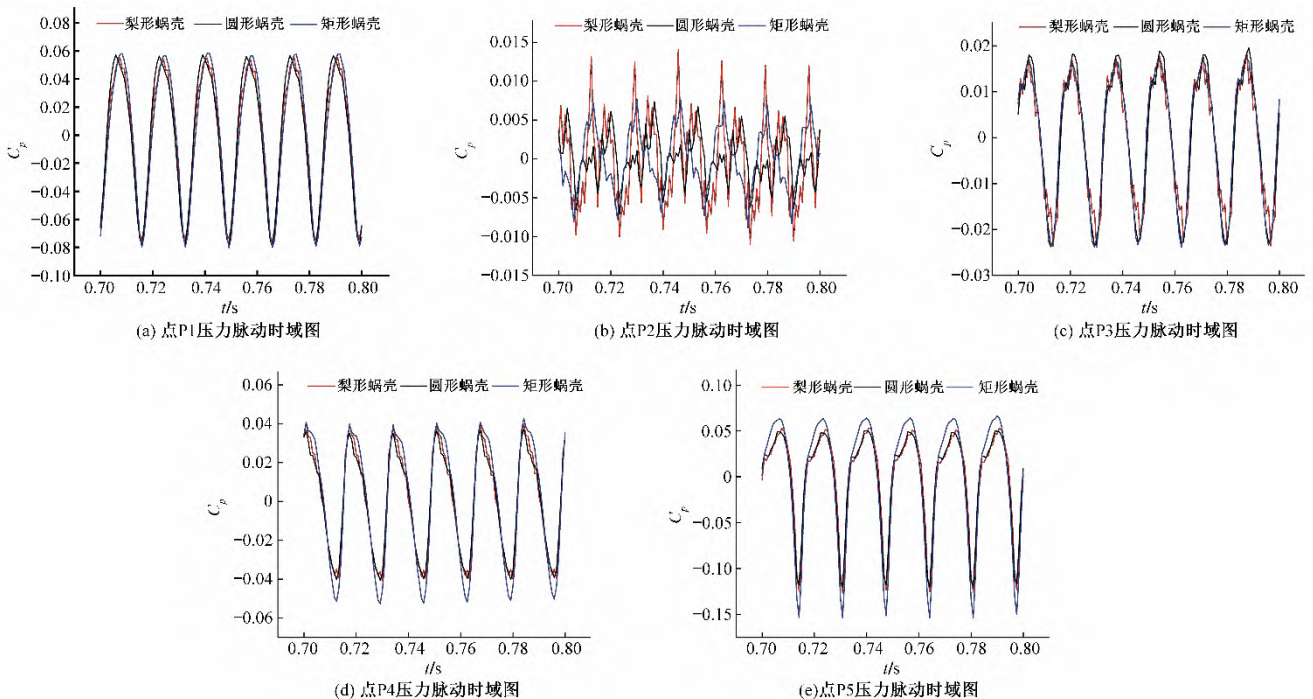 梨形蜗壳 圆形蜗壳 矩形蜗壳
0.08
0.06
0.04
0.02
0
−0.02
−0.04
−0.06
−0.08
−0.10
C_p
0.70 0.72 0.74 0.76 0.78 0.80
t/s
(a) 点P1压力脉动时域图
梨形蜗壳 圆形蜗壳 矩形蜗壳
0.015
0.010
0.005
0
−0.005
−0.010
−0.015
C_p
0.70 0.72 0.74 0.76 0.78 0.80
t/s
(b) 点P2压力脉动时域图
梨形蜗壳 圆形蜗壳 矩形蜗壳
0.02
0.01
0
−0.01
−0.02
−0.03
C_p
0.70 0.72 0.74 0.76 0.78 0.80
t/s
(c) 点P3压力脉动时域图
梨形蜗壳 圆形蜗壳 矩形蜗壳
0.06
0.04
0.02
0
−0.02
−0.04
−0.06
C_p
0.70 0.72 0.74 0.76 0.78 0.80
t/s
(d) 点P4压力脉动时域图
梨形蜗壳 圆形蜗壳 矩形蜗壳
0.10
0.05
0
−0.05
−0.10
−0.15
C_p
0.70 0.72 0.74 0.76 0.78 0.80
t/s
(e)点P5压力脉动时域图